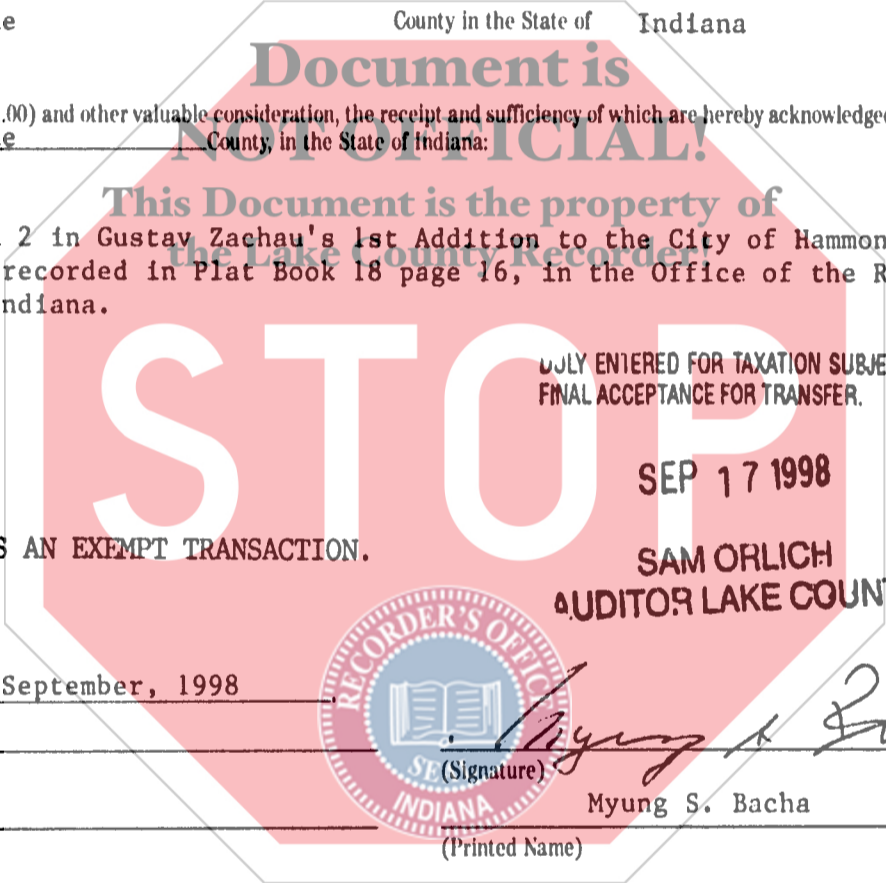 e County in the State of Indiana
Document is
.00) and other valuable consideration, the receipt and sufficiency of which are hereby acknowledged
e County, in the State of Indiana:
NOT OFFICIAL!
This Document is the property of
2 in Gustav Zachau's 1st Addition to the City of Hammon
the Lake County Recorder!
recorded in Plat Book 18 page 16, in the Office of the R
ndiana.
STOP
DULY ENTERED FOR TAXATION SUBJE
FINAL ACCEPTANCE FOR TRANSFER.
SEP 17 1998
S AN EXEMPT TRANSACTION.
SAM ORLICH
AUDITOR LAKE COUN
RECORDER'S OFFICE
September, 1998
SE
(Signature)
INDIANA
Myung S. Bacha
(Printed Name)